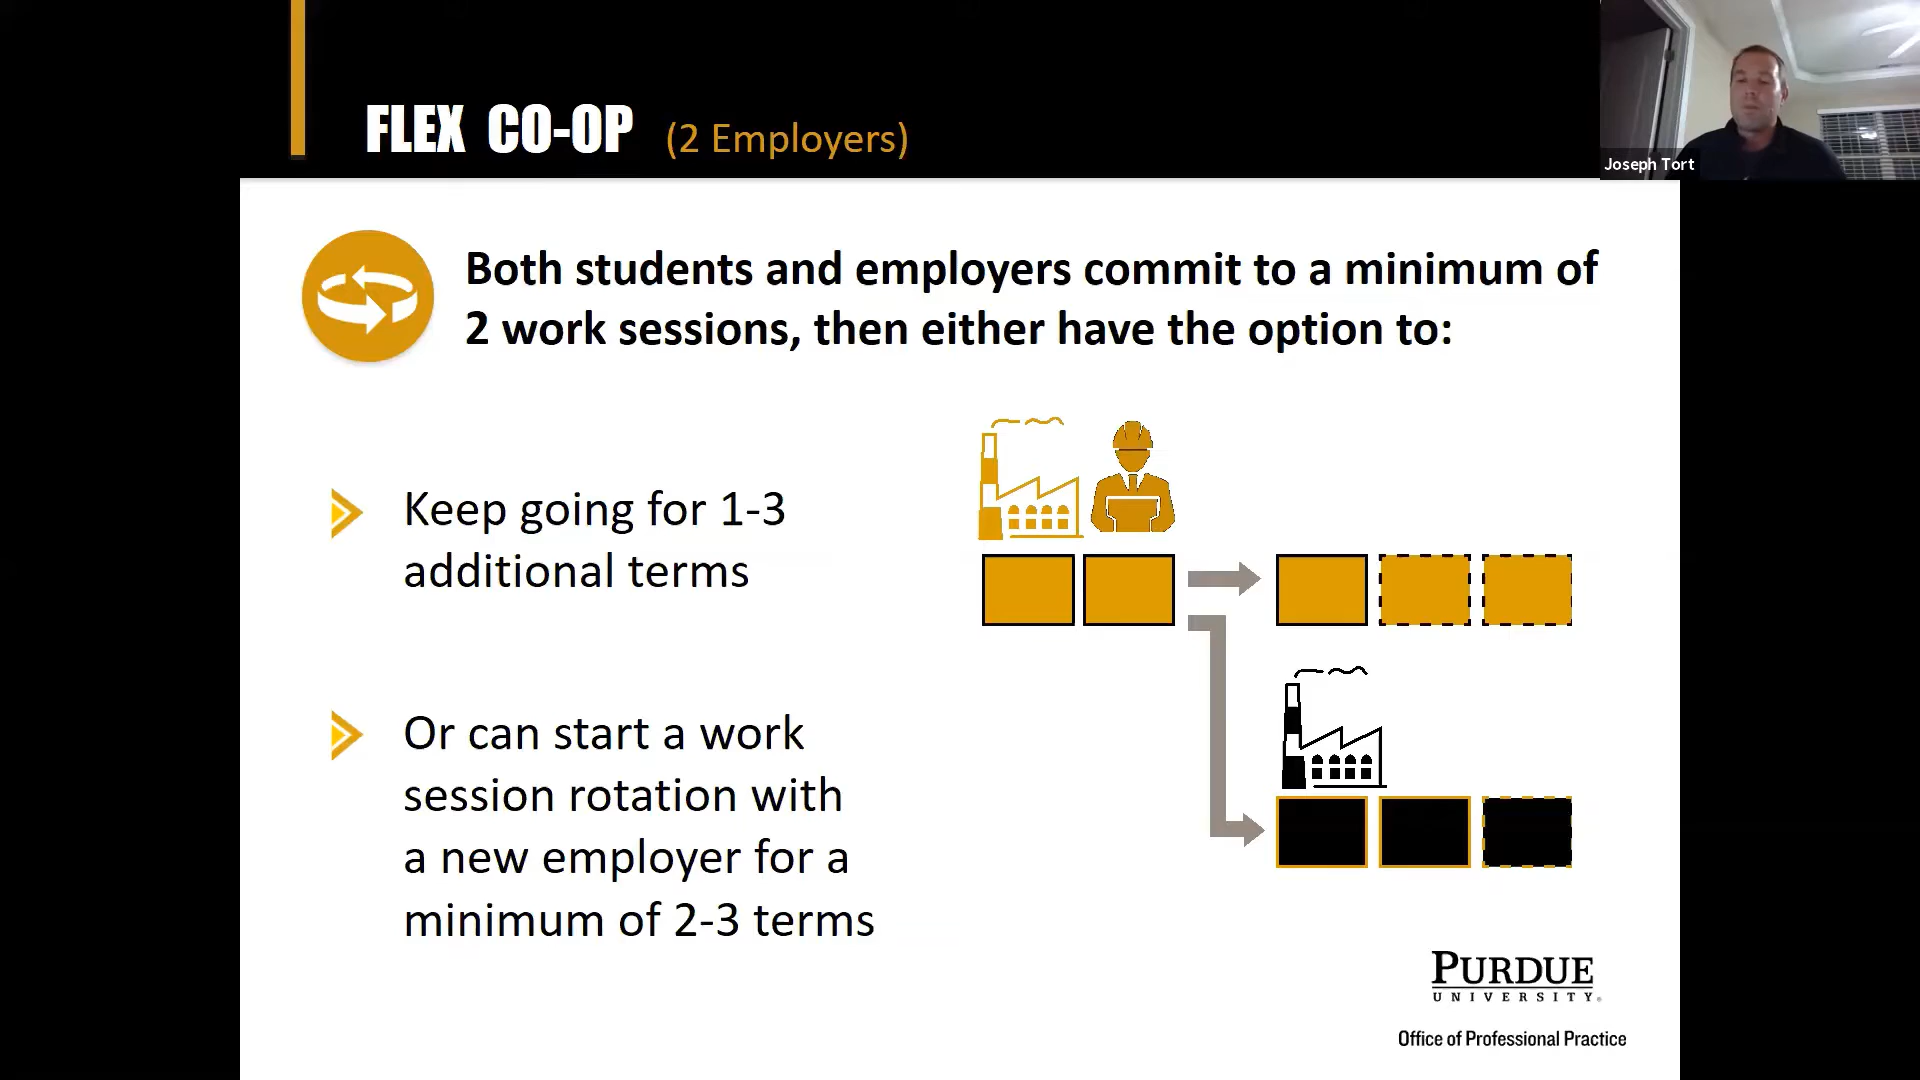 FLEX CO-OP (2 Employers)
Joseph Tort
Both students and employers commit to a minimum of
2 work sessions, then either have the option to:
Keep going for 1-3
additional terms
Or can start a work
session rotation with
a new employer for a
minimum of 2-3 terms
PURDUE
UNIVERSITY®
Office of Professional Practice